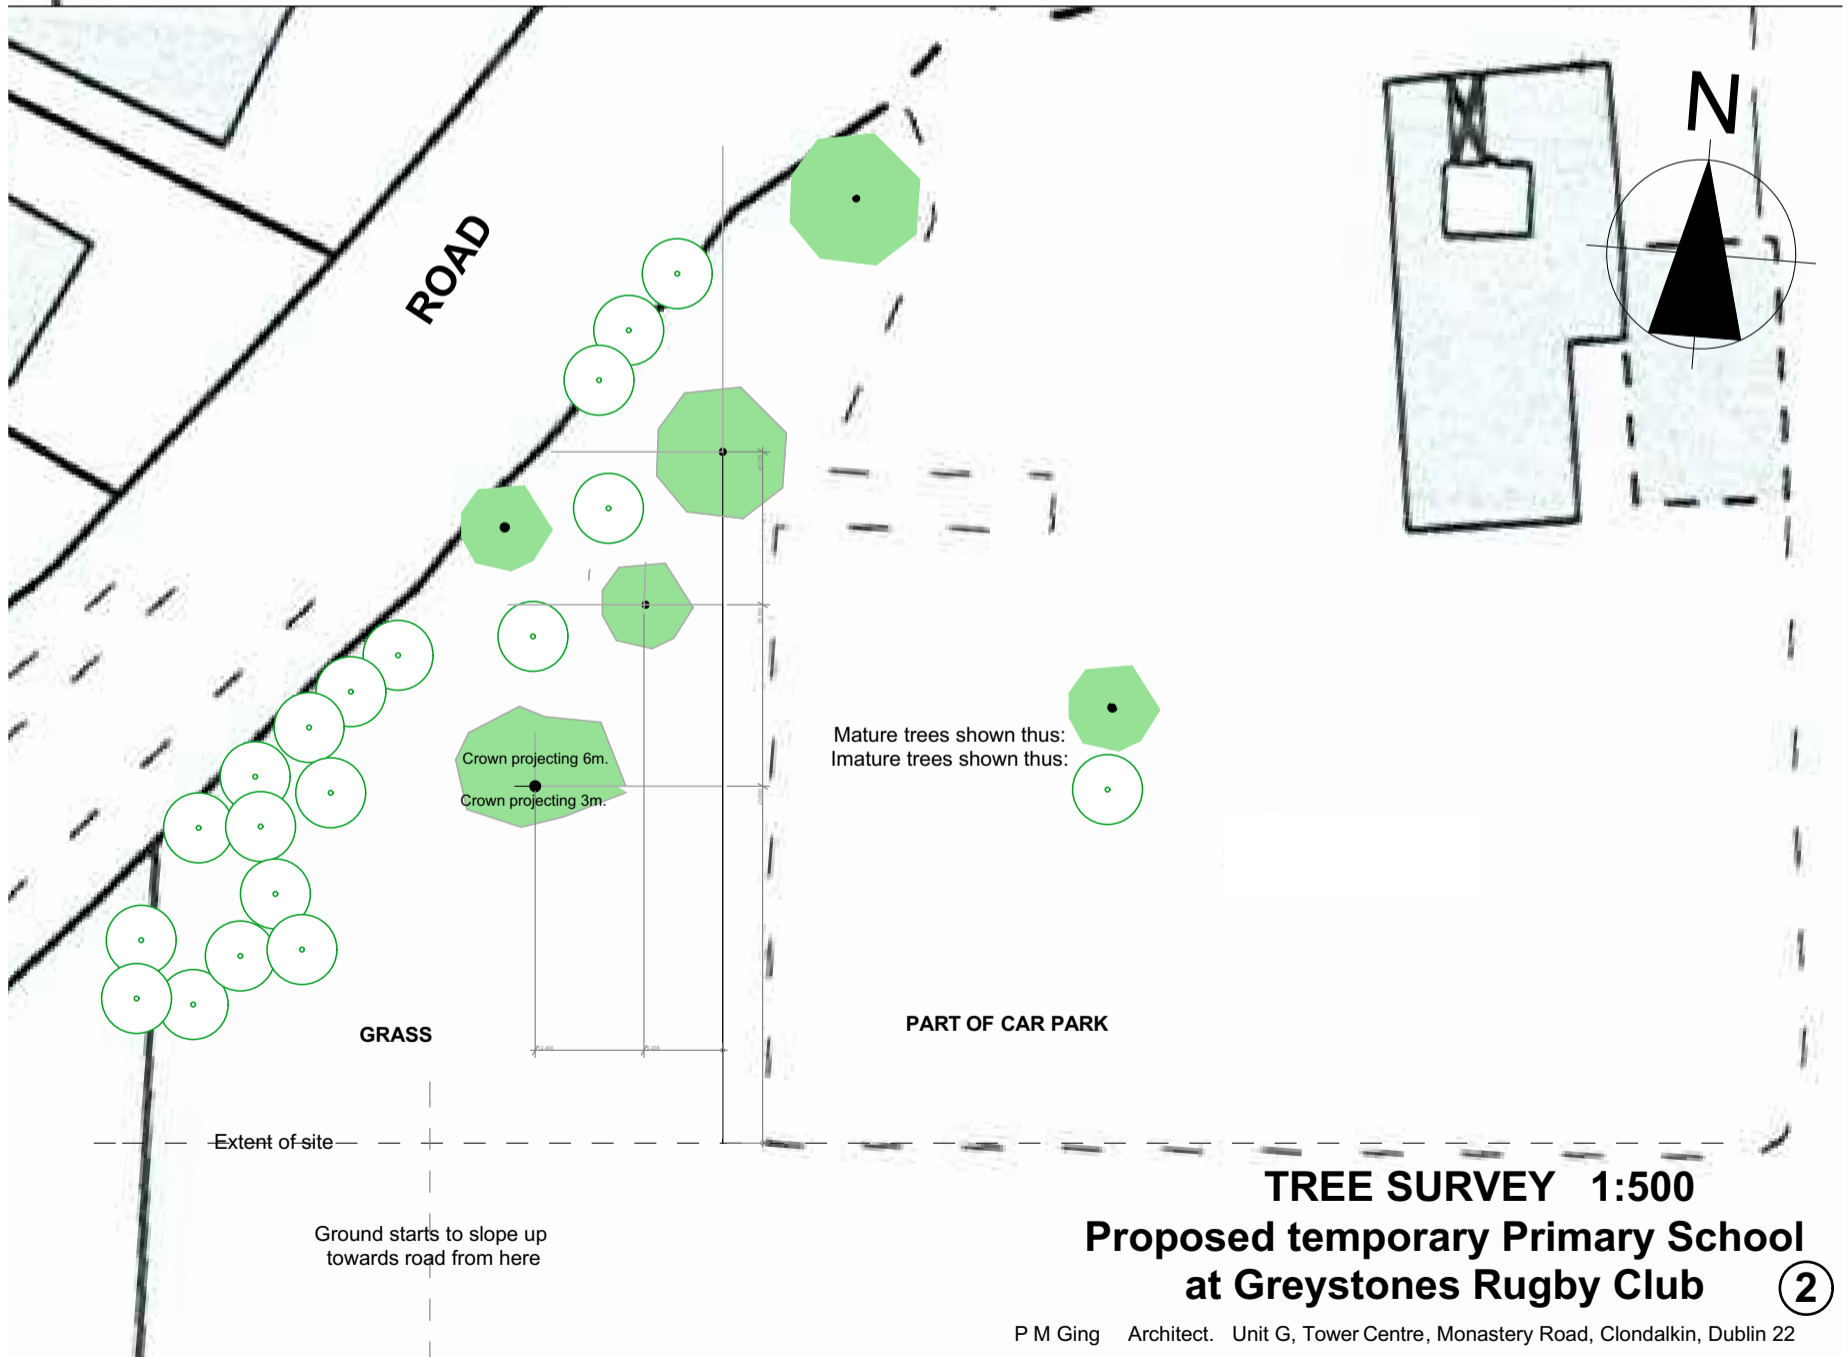 N
ROAD
Crown projecting 6m.
Crown projecting 3m.
Mature trees shown thus:
Imature trees shown thus:
GRASS
PART OF CAR PARK
Extent of site
Ground starts to slope up
towards road from here
TREE SURVEY 1:500
Proposed temporary Primary School
at Greystones Rugby Club
2
P M Ging Architect. Unit G, Tower Centre, Monastery Road, Clondalkin, Dublin 22